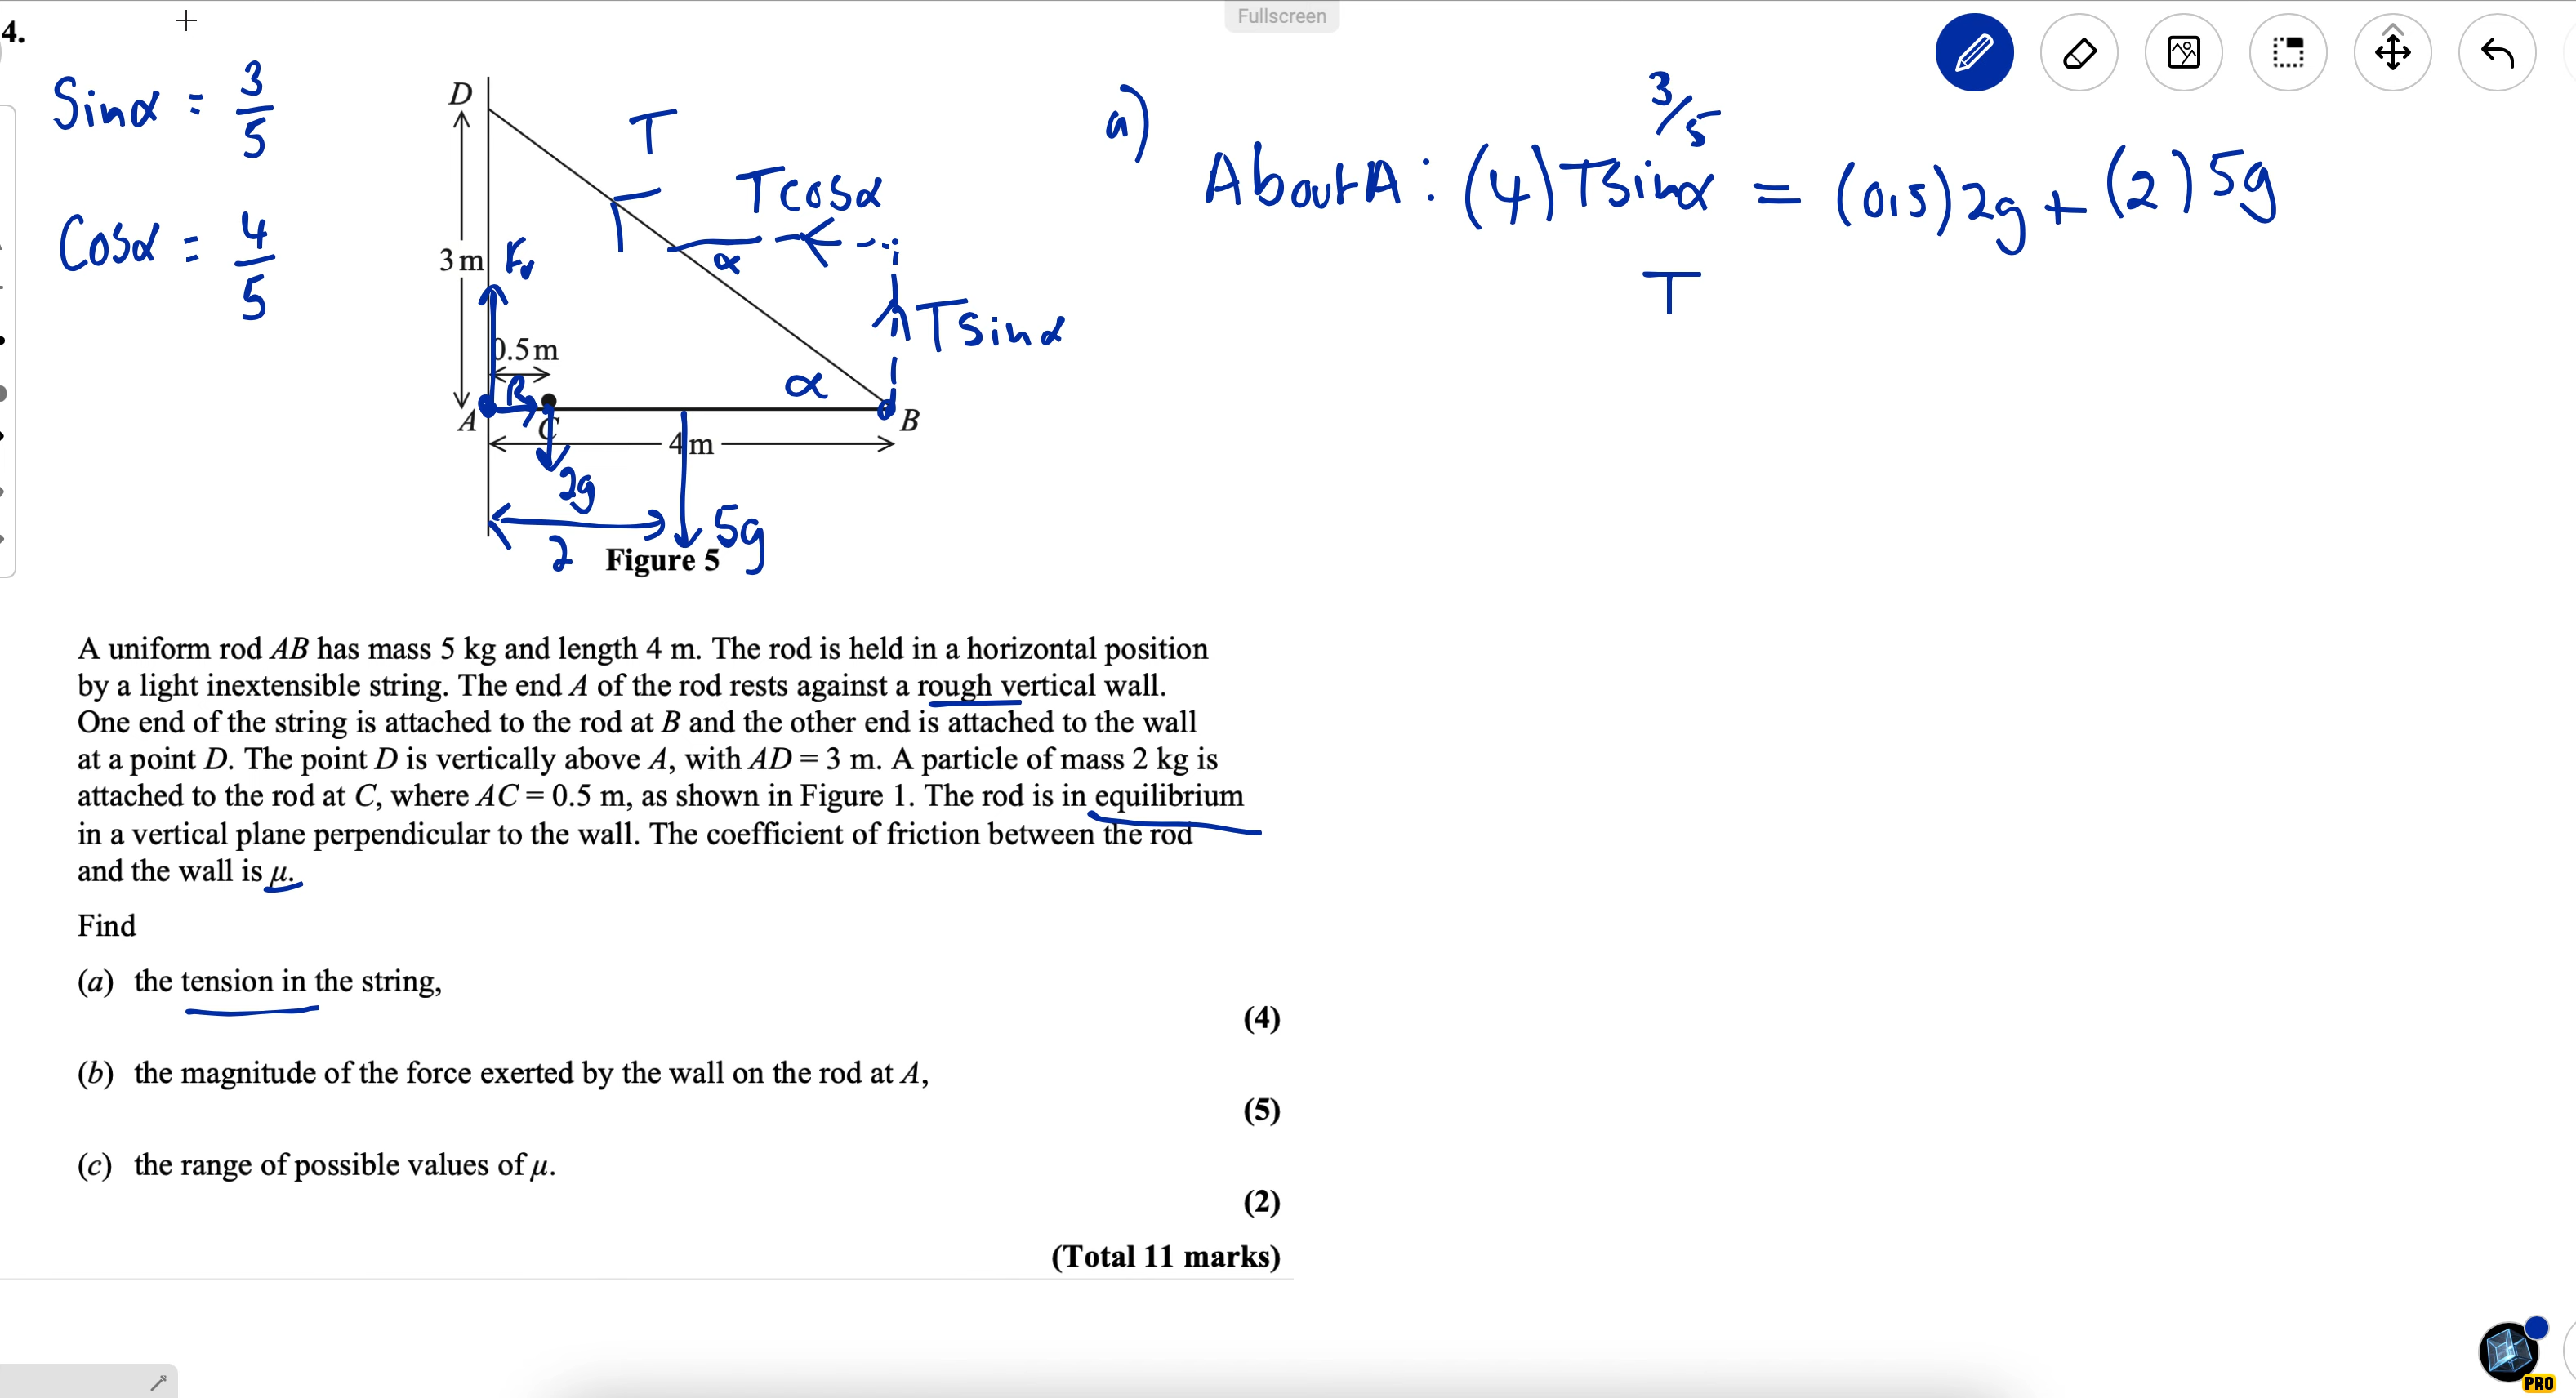 Fullscreen
4.
Sinα = 3/5
Cosα = 4/5
D
T
Tcosα
α
3 m
Fr
Tsinα
0.5 m
R
α
A
C
B
4 m
2g
5g
2
Figure 5
a)
3/5
About A: (4)Tsinα = (0.5)2g + (2)5g
T
A uniform rod AB has mass 5 kg and length 4 m. The rod is held in a horizontal position
by a light inextensible string. The end A of the rod rests against a rough vertical wall.
One end of the string is attached to the rod at B and the other end is attached to the wall
at a point D. The point D is vertically above A, with AD = 3 m. A particle of mass 2 kg is
attached to the rod at C, where AC = 0.5 m, as shown in Figure 1. The rod is in equilibrium
in a vertical plane perpendicular to the wall. The coefficient of friction between the rod
and the wall is μ.
Find
(a) the tension in the string,
(4)
(b) the magnitude of the force exerted by the wall on the rod at A,
(5)
(c) the range of possible values of μ.
(2)
(Total 11 marks)
PRO